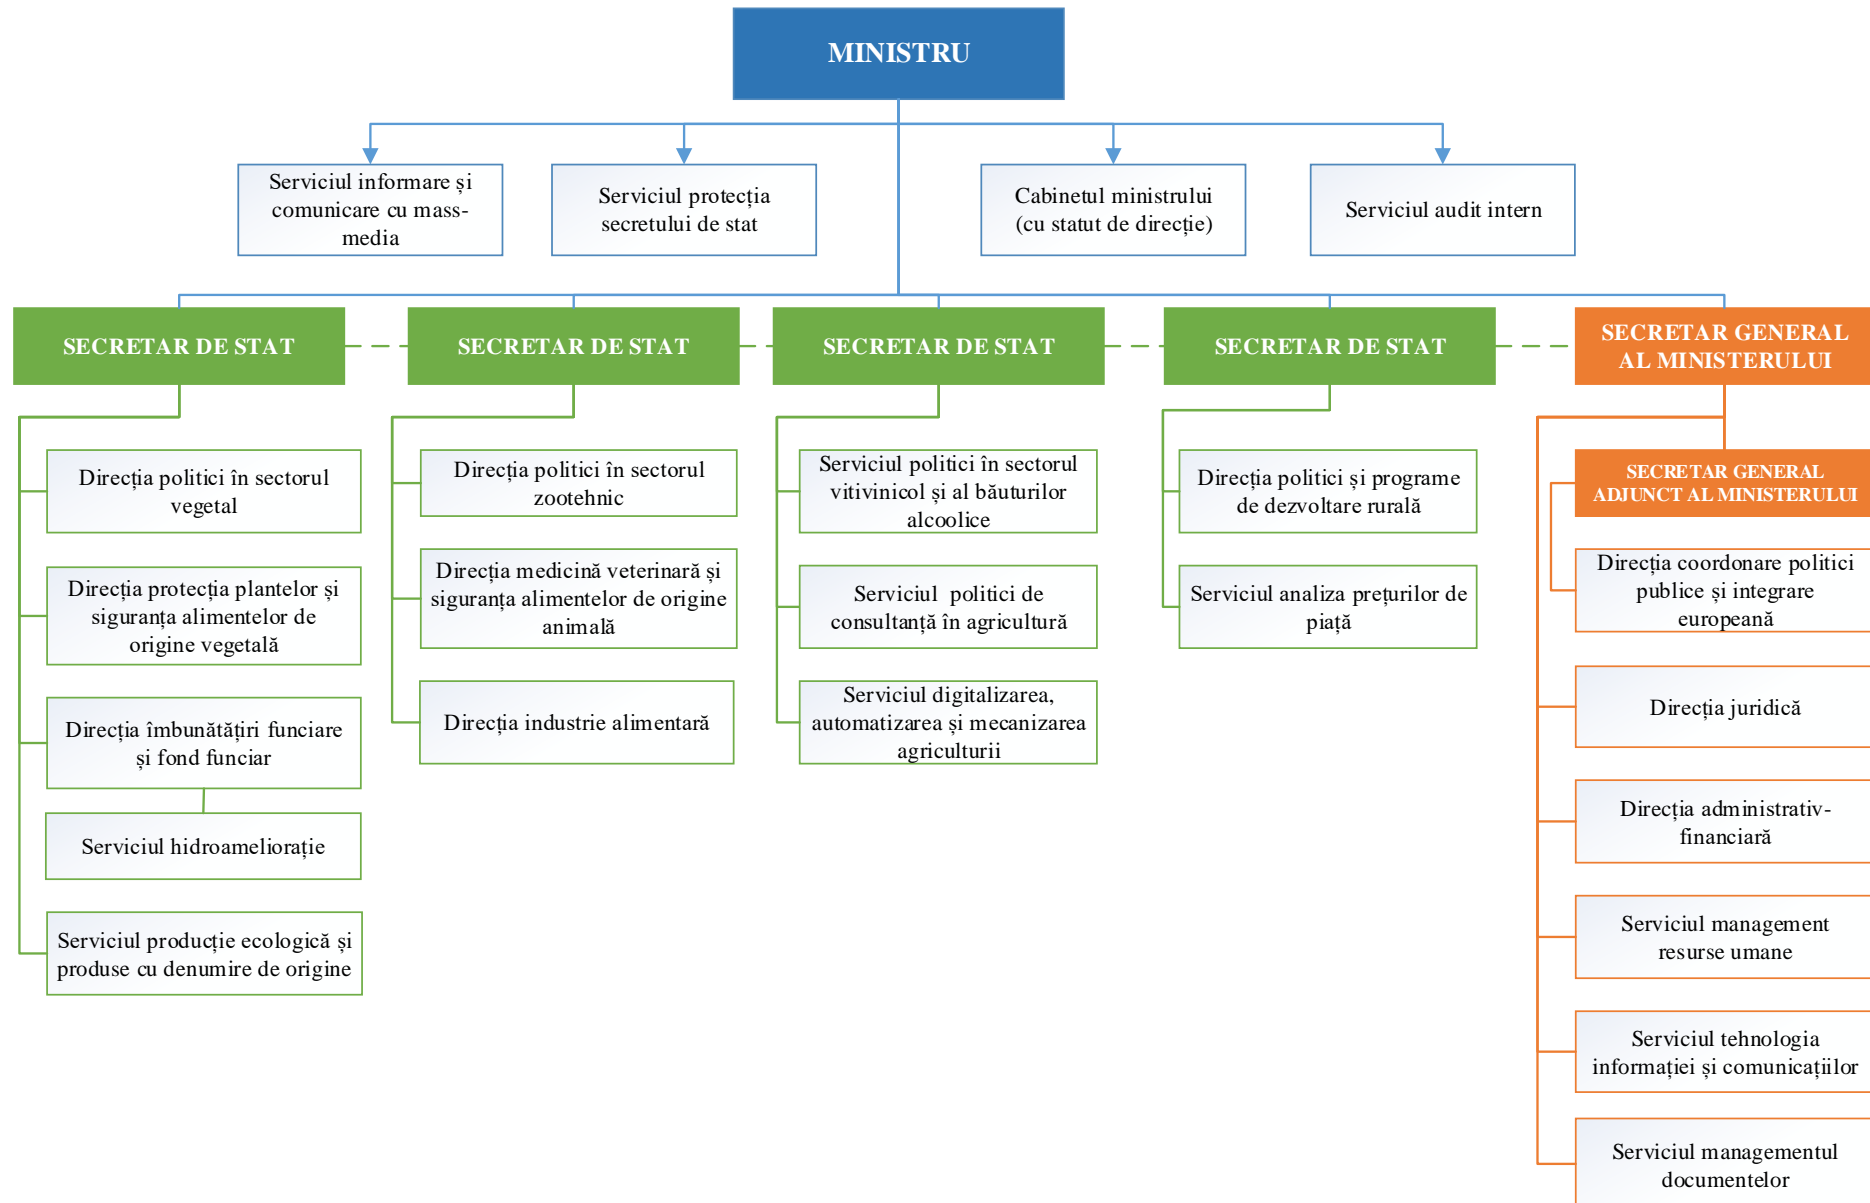 MINISTRU
Serviciul informare și
comunicare cu mass-
media
Serviciul protecția
secretului de stat
Cabinetul ministrului
(cu statut de direcție)
Serviciul audit intern
SECRETAR DE STAT
SECRETAR DE STAT
SECRETAR DE STAT
SECRETAR DE STAT
SECRETAR GENERAL
AL MINISTERULUI
Direcția politici în sectorul
vegetal
Direcția protecția plantelor și
siguranța alimentelor de
origine vegetală
Direcția îmbunătățiri funciare
și fond funciar
Serviciul hidroameliorație
Serviciul producție ecologică și
produse cu denumire de origine
Direcția politici în sectorul
zootehnic
Direcția medicină veterinară și
siguranța alimentelor de origine
animală
Direcția industrie alimentară
Serviciul politici în sectorul
vitivinicol și al băuturilor
alcoolice
Serviciul politici de
consultanță în agricultură
Serviciul digitalizarea,
automatizarea și mecanizarea
agriculturii
Direcția politici și programe
de dezvoltare rurală
Serviciul analiza prețurilor de
piață
SECRETAR GENERAL
ADJUNCT AL MINISTERULUI
Direcția coordonare politici
publice și integrare
europeană
Direcția juridică
Direcția administrativ-
financiară
Serviciul management
resurse umane
Serviciul tehnologia
informației și comunicațiilor
Serviciul managementul
documentelor